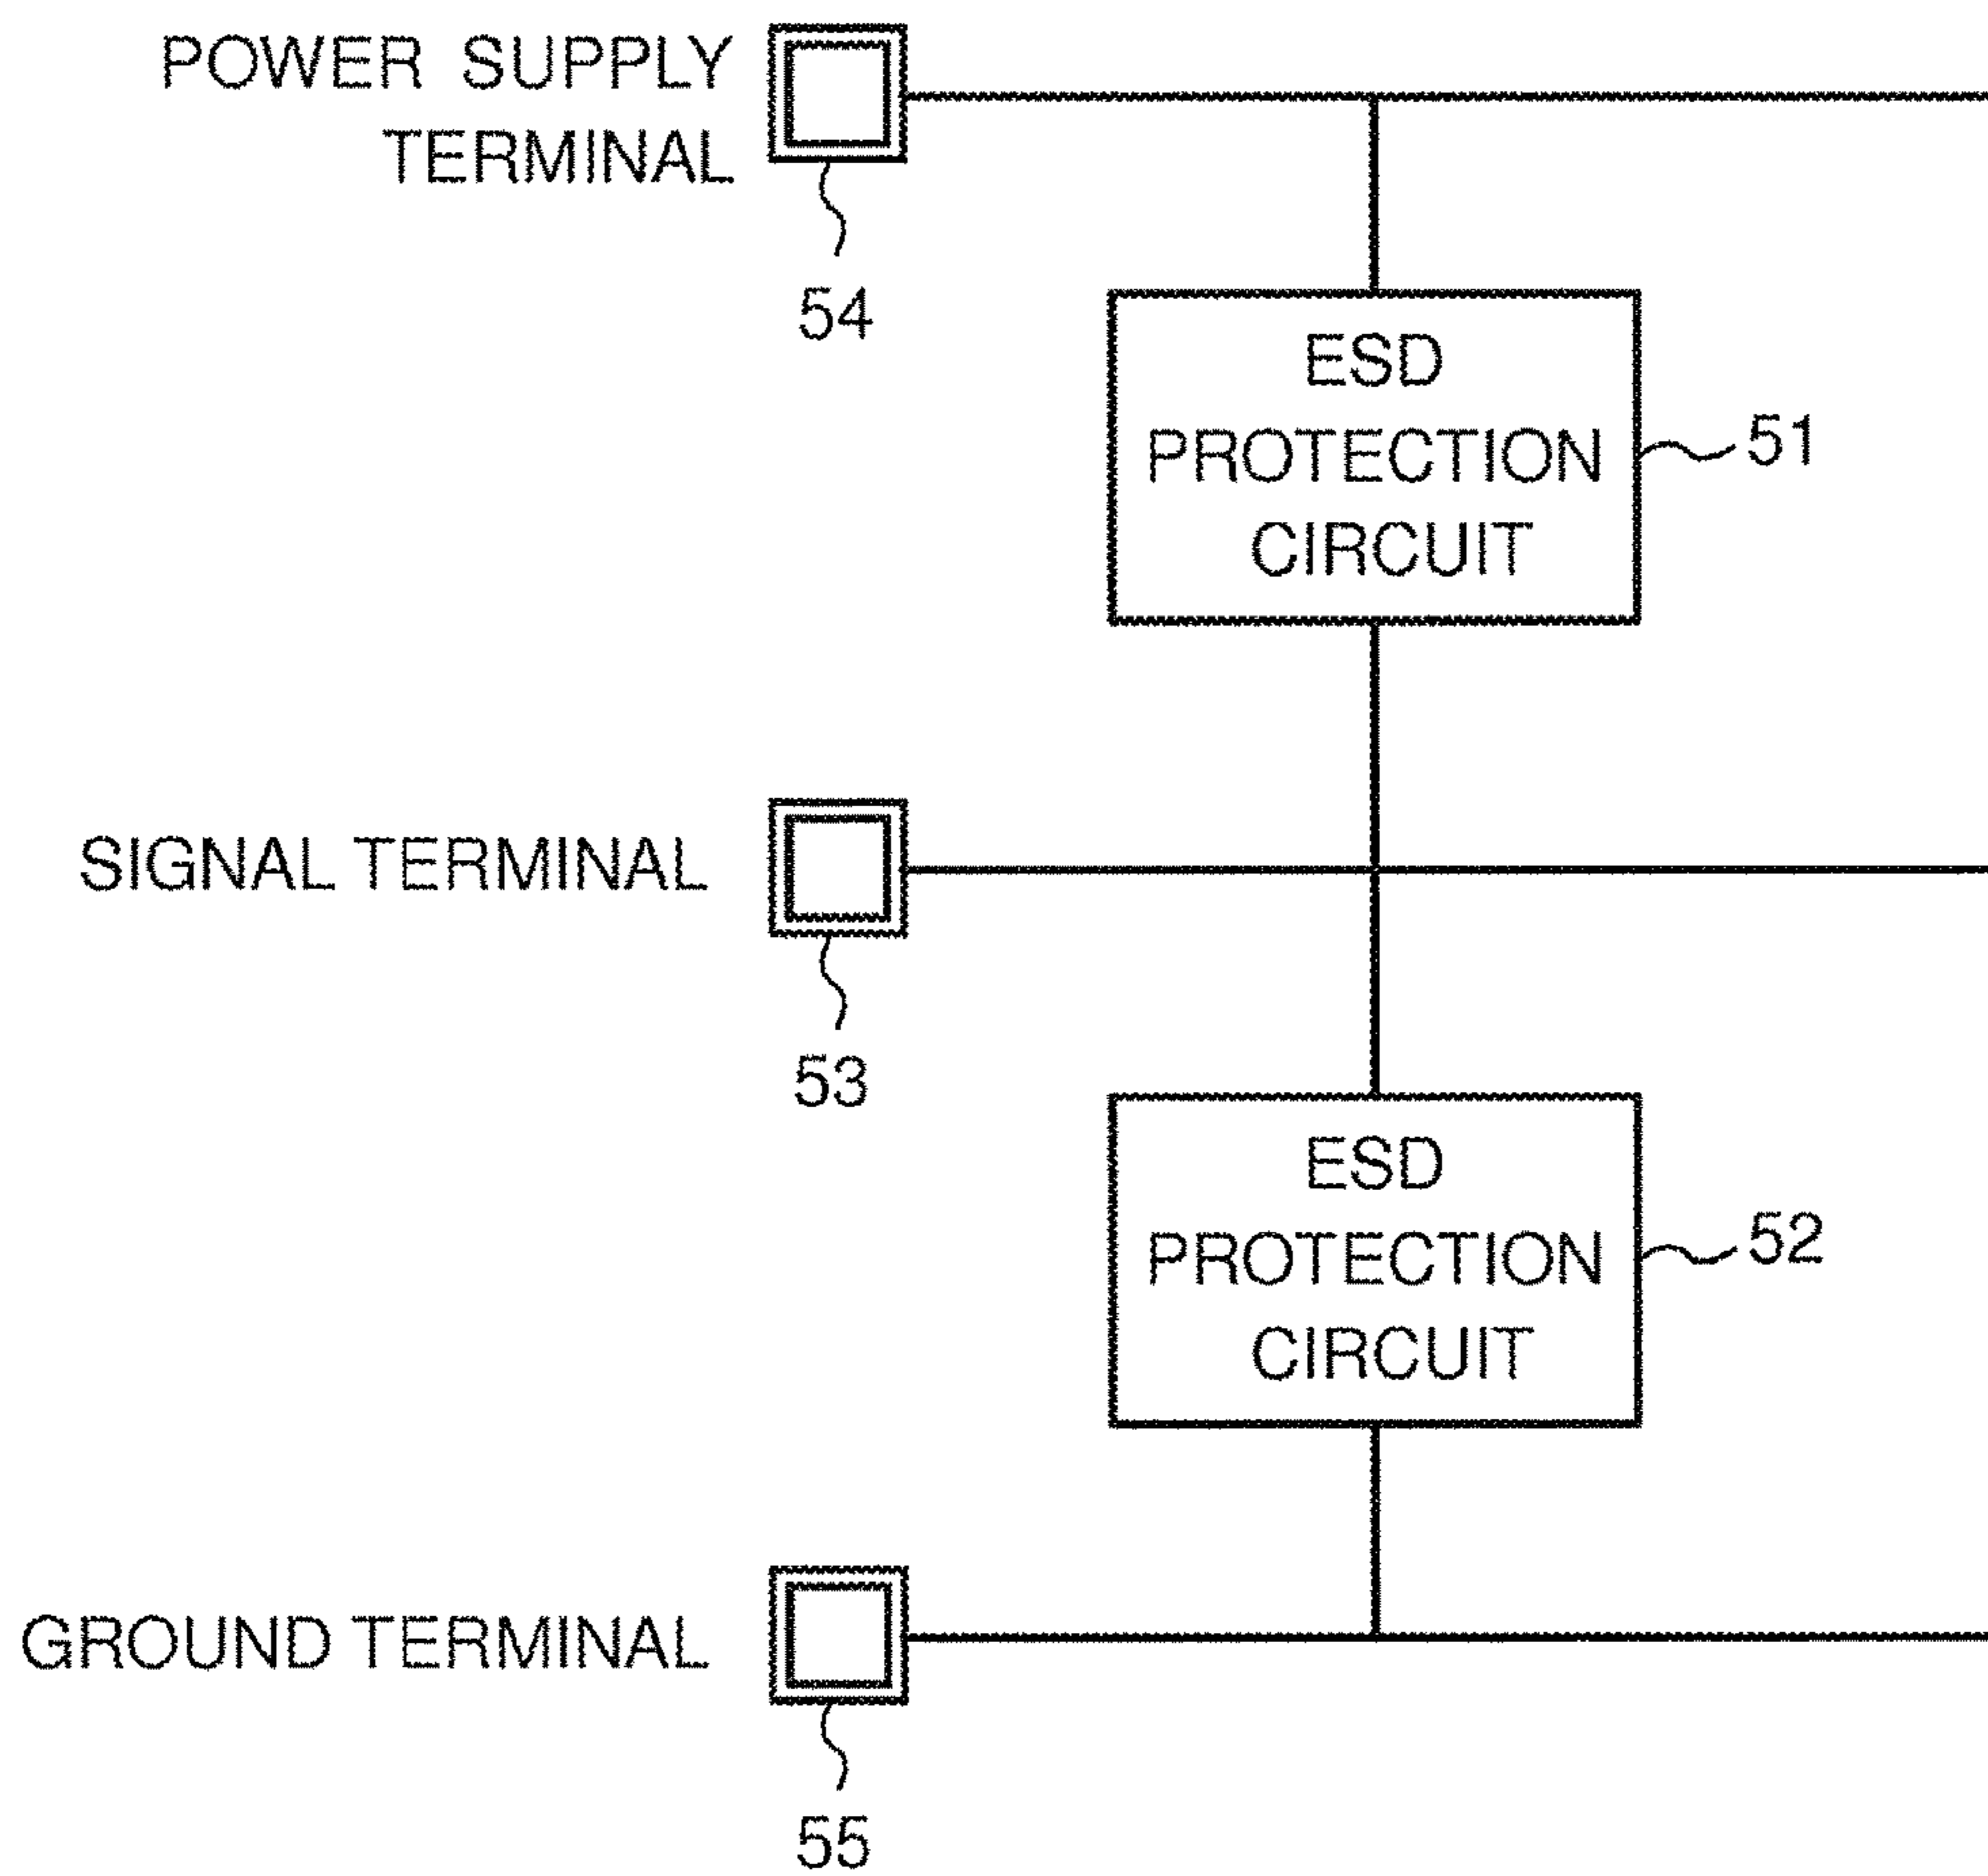 POWER SUPPLY
TERMINAL
54
ESD
PROTECTION
CIRCUIT
51
SIGNAL TERMINAL
53
ESD
PROTECTION
CIRCUIT
52
GROUND TERMINAL
55